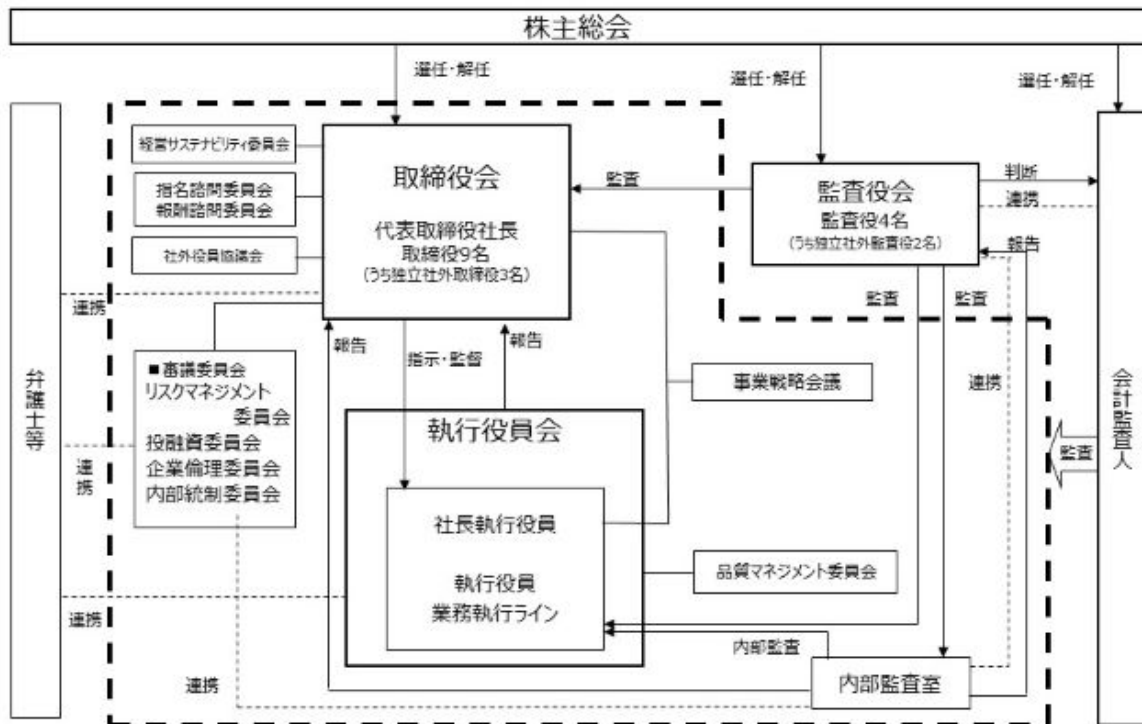 株主総会
選任・解任
選任・解任
選任・解任
経営サステナビリティ委員会
指名諮問委員会
報酬諮問委員会
社外役員協議会
取締役会
代表取締役社長
取締役9名
(うち独立社外取締役3名)
監査
監査役会
監査役4名
(うち独立社外監査役2名)
判断
連携
報告
連携
報告
指示・監督
報告
監査
監査
連携
弁護士等
■審議委員会
リスクマネジメント
委員会
投融資委員会
企業倫理委員会
内部統制委員会
連携
事業戦略会議
執行役員会
社長執行役員
執行役員
業務執行ライン
品質マネジメント委員会
監査
会計監査人
連携
内部監査
連携
内部監査室